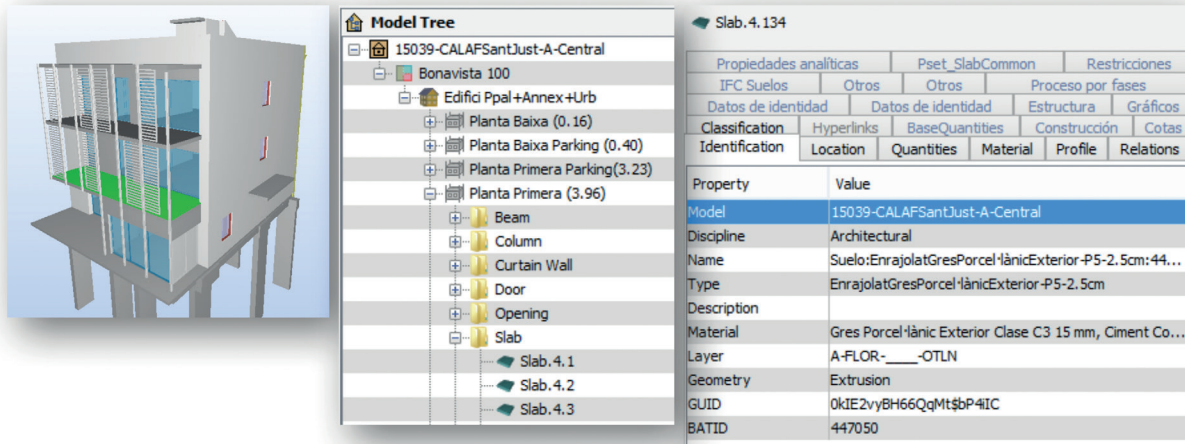 Model Tree
15039-CALAFSantJust-A-Central
Bonavista 100
Edifici Ppal+Annex+Urb
Planta Baixa (0.16)
Planta Baixa Parking (0.40)
Planta Primera Parking(3.23)
Planta Primera (3.96)
Beam
Column
Curtain Wall
Door
Opening
Slab
Slab.4.1
Slab.4.2
Slab.4.3
Slab.4.134
Propiedades analíticas Pset_SlabCommon Restricciones
IFC Suelos Otros Otros Proceso por fases
Datos de identidad Datos de identidad Estructura Gráficos
Classification Hyperlinks BaseQuantities Construcción Cotas
Identification Location Quantities Material Profile Relations
Property Value
Model 15039-CALAFSantJust-A-Central
Discipline Architectural
Name Suelo:EnrajolatGresPorcel·lànicExterior-P5-2.5cm:44...
Type EnrajolatGresPorcel·lànicExterior-P5-2.5cm
Description
Material Gres Porcel·lànic Exterior Clase C3 15 mm, Ciment Co...
Layer A-FLOR-____-OTLN
Geometry Extrusion
GUID 0kIE2vyBH66QqMt$bP4iIC
BATID 447050